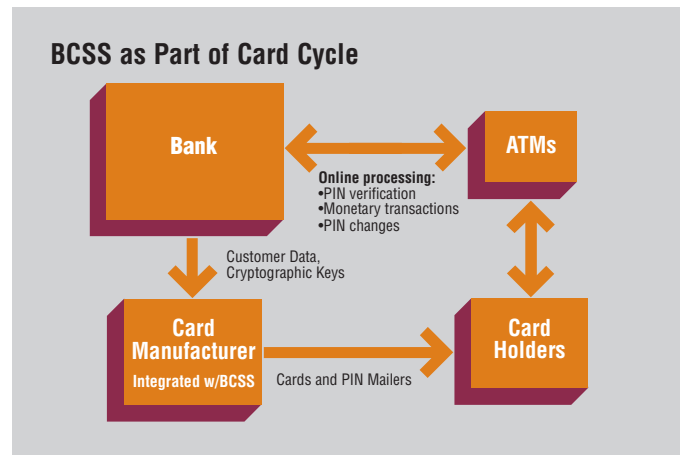 BCSS as Part of Card Cycle
Bank
ATMs
Online processing:
•PIN verification
•Monetary transactions
•PIN changes
Customer Data,
Cryptographic Keys
Card
Manufacturer
Integrated w/BCSS
Cards and PIN Mailers
Card
Holders